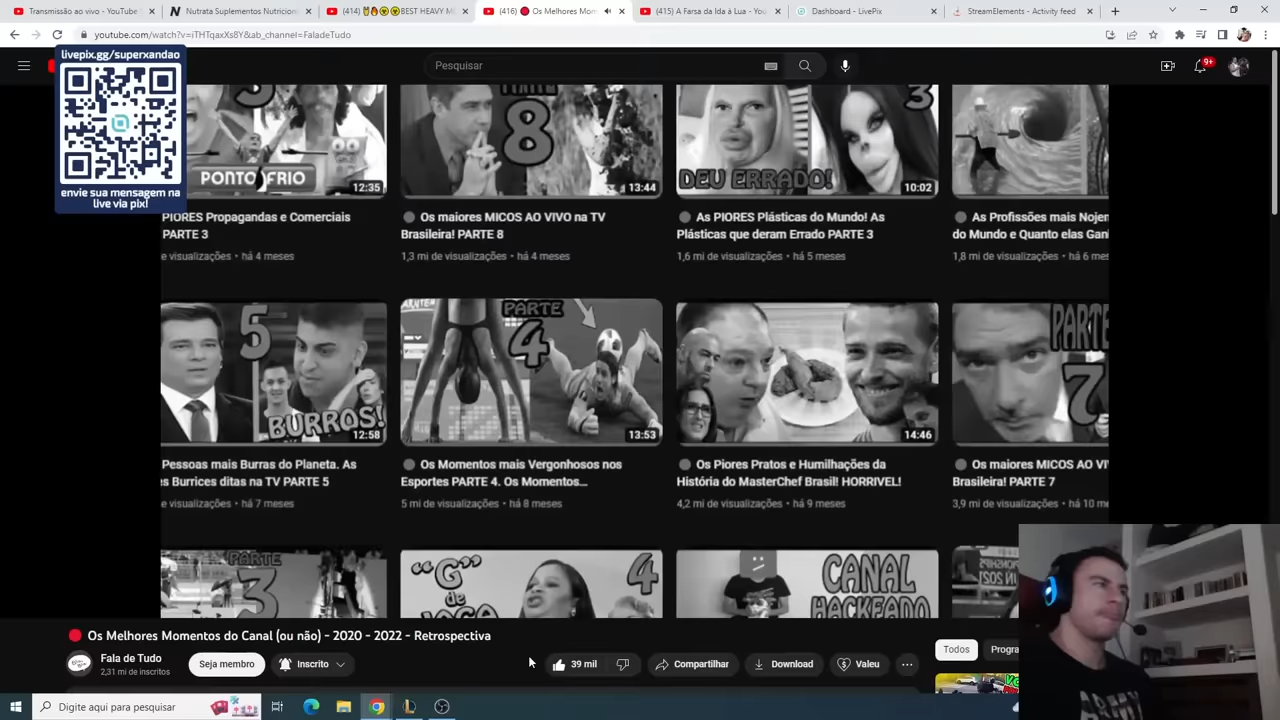 Transmissão ao vivo - YouTube
Nutrata Suplementos Nutricion
(414)
BEST HEAVY M
(416)
Os Melhores Mom
(415) A Farsa da Ida à Lua - You
Dashboard - LivePix
StreamElements - Activity feed
youtube.com/watch?v=iTHTqaxXs8Y&ab_channel=FaladeTudo
livepix.gg/superxandao
envie sua mensagem na
live via pix!
Pesquisar
9+
3
PONTO FRIO
12:35
8
13:44
3
DEU ERRADO!
10:02
PIORES Propagandas e Comerciais
PARTE 3
e visualizações • há 4 meses
Os maiores MICOS AO VIVO na TV
Brasileira! PARTE 8
1,3 mi de visualizações • há 4 meses
As PIORES Plásticas do Mundo! As
Plásticas que deram Errado PARTE 3
1,6 mi de visualizações • há 5 meses
As Profissões mais Nojen
do Mundo e Quanto elas Gan
1,8 mi de visualizações • há 6 mes
5
BURROS!
12:58
PARTE
4
13:53
14:46
PARTE
7
Pessoas mais Burras do Planeta. As
s Burrices ditas na TV PARTE 5
e visualizações • há 7 meses
Os Momentos mais Vergonhosos nos
Esportes PARTE 4. Os Momentos...
5 mi de visualizações • há 8 meses
Os Piores Pratos e Humilhações da
História do MasterChef Brasil! HORRIVEL!
4,2 mi de visualizações • há 9 meses
Os maiores MICOS AO VI
Brasileira! PARTE 7
3,9 mi de visualizações • há 10 m
PARTE
3
"G"
de
4
CANAL
HACKEADO
Os Melhores Momentos do Canal (ou não) - 2020 - 2022 - Retrospectiva
Fala de Tudo
2,31 mi de inscritos
Seja membro
Inscrito
39 mil
Compartilhar
Download
Valeu
Todos
Progra
Digite aqui para pesquisar